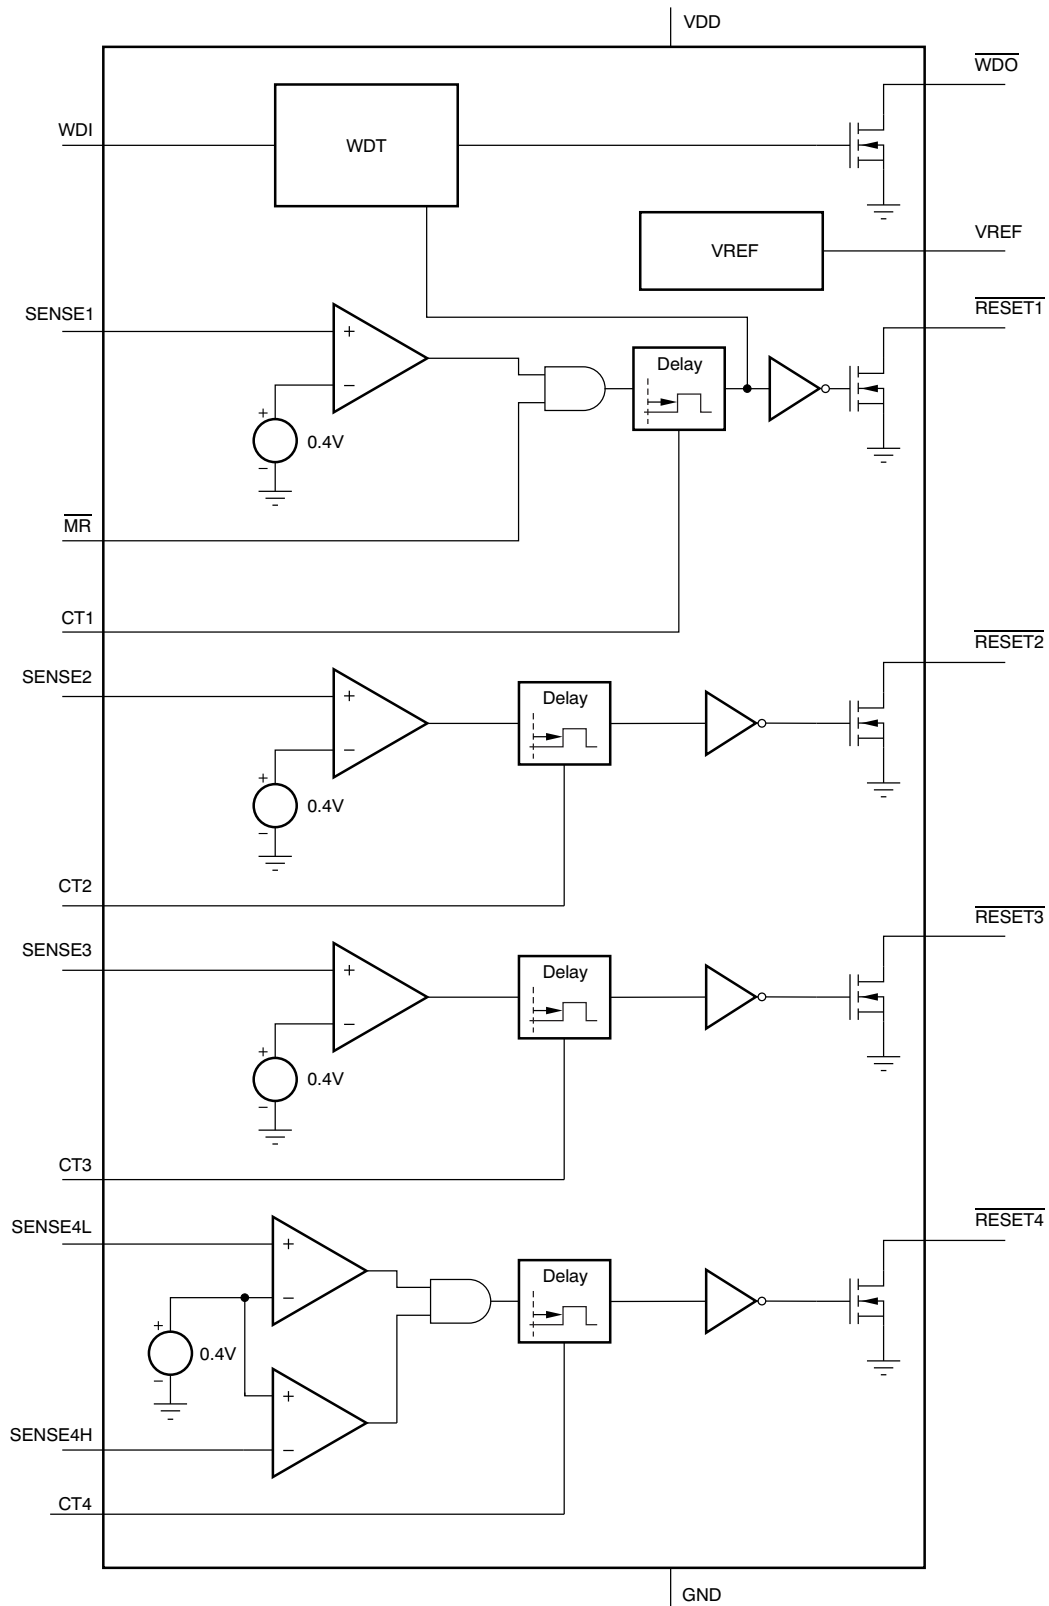 VDD
WDO
WDI
WDT
VREF
VREF
SENSE1
RESET1
+
Delay
−
+
0.4V
−
MR
CT1
RESET2
SENSE2
+
Delay
−
+
0.4V
−
CT2
RESET3
SENSE3
+
Delay
−
+
0.4V
−
CT3
RESET4
SENSE4L
+
Delay
−
+
0.4V
−
+
SENSE4H
−
CT4
GND